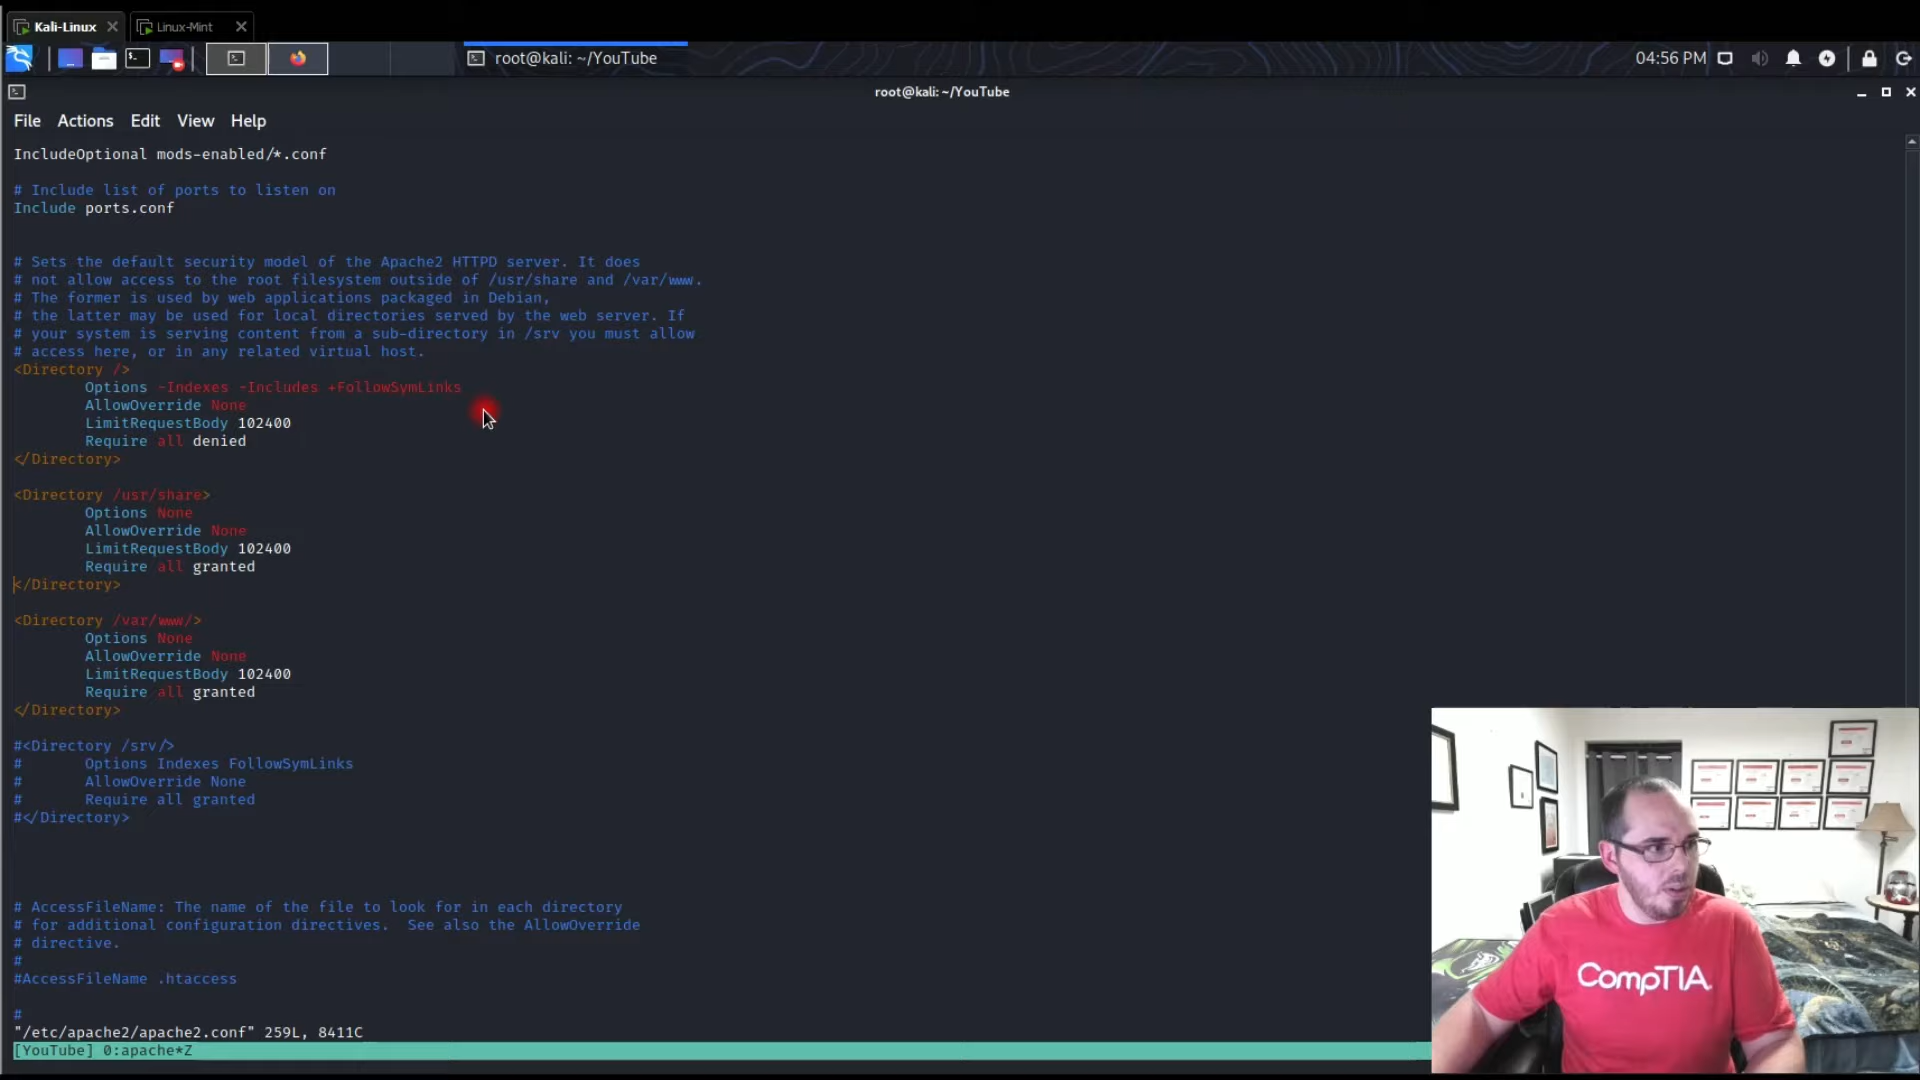 Kali-Linux
Linux-Mint
root@kali: ~/YouTube
04:56 PM
root@kali: ~/YouTube
File Actions Edit View Help
IncludeOptional mods-enabled/*.conf
# Include list of ports to listen on
Include ports.conf
# Sets the default security model of the Apache2 HTTPD server. It does
# not allow access to the root filesystem outside of /usr/share and /var/www.
# The former is used by web applications packaged in Debian,
# the latter may be used for local directories served by the web server. If
# your system is serving content from a sub-directory in /srv you must allow
# access here, or in any related virtual host.
<Directory />
Options -Indexes -Includes +FollowSymLinks
AllowOverride None
LimitRequestBody 102400
Require all denied
</Directory>
<Directory /usr/share>
Options None
AllowOverride None
LimitRequestBody 102400
Require all granted
</Directory>
<Directory /var/www/>
Options None
AllowOverride None
LimitRequestBody 102400
Require all granted
</Directory>
#<Directory /srv/>
# Options Indexes FollowSymLinks
# AllowOverride None
# Require all granted
#</Directory>
# AccessFileName: The name of the file to look for in each directory
# for additional configuration directives. See also the AllowOverride
# directive.
#
#AccessFileName .htaccess
#
"/etc/apache2/apache2.conf" 259L, 8411C
[YouTube] 0:apache*Z
CompTIA.